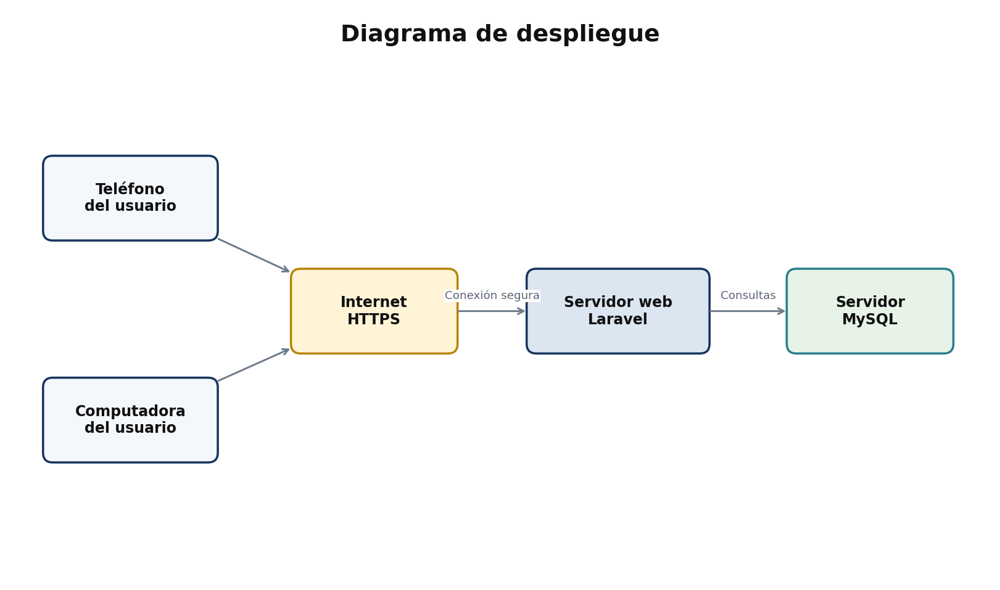 Diagrama de despliegue
Teléfono
del usuario
Computadora
del usuario
Internet
HTTPS
Conexión segura
Servidor web
Laravel
Consultas
Servidor
MySQL